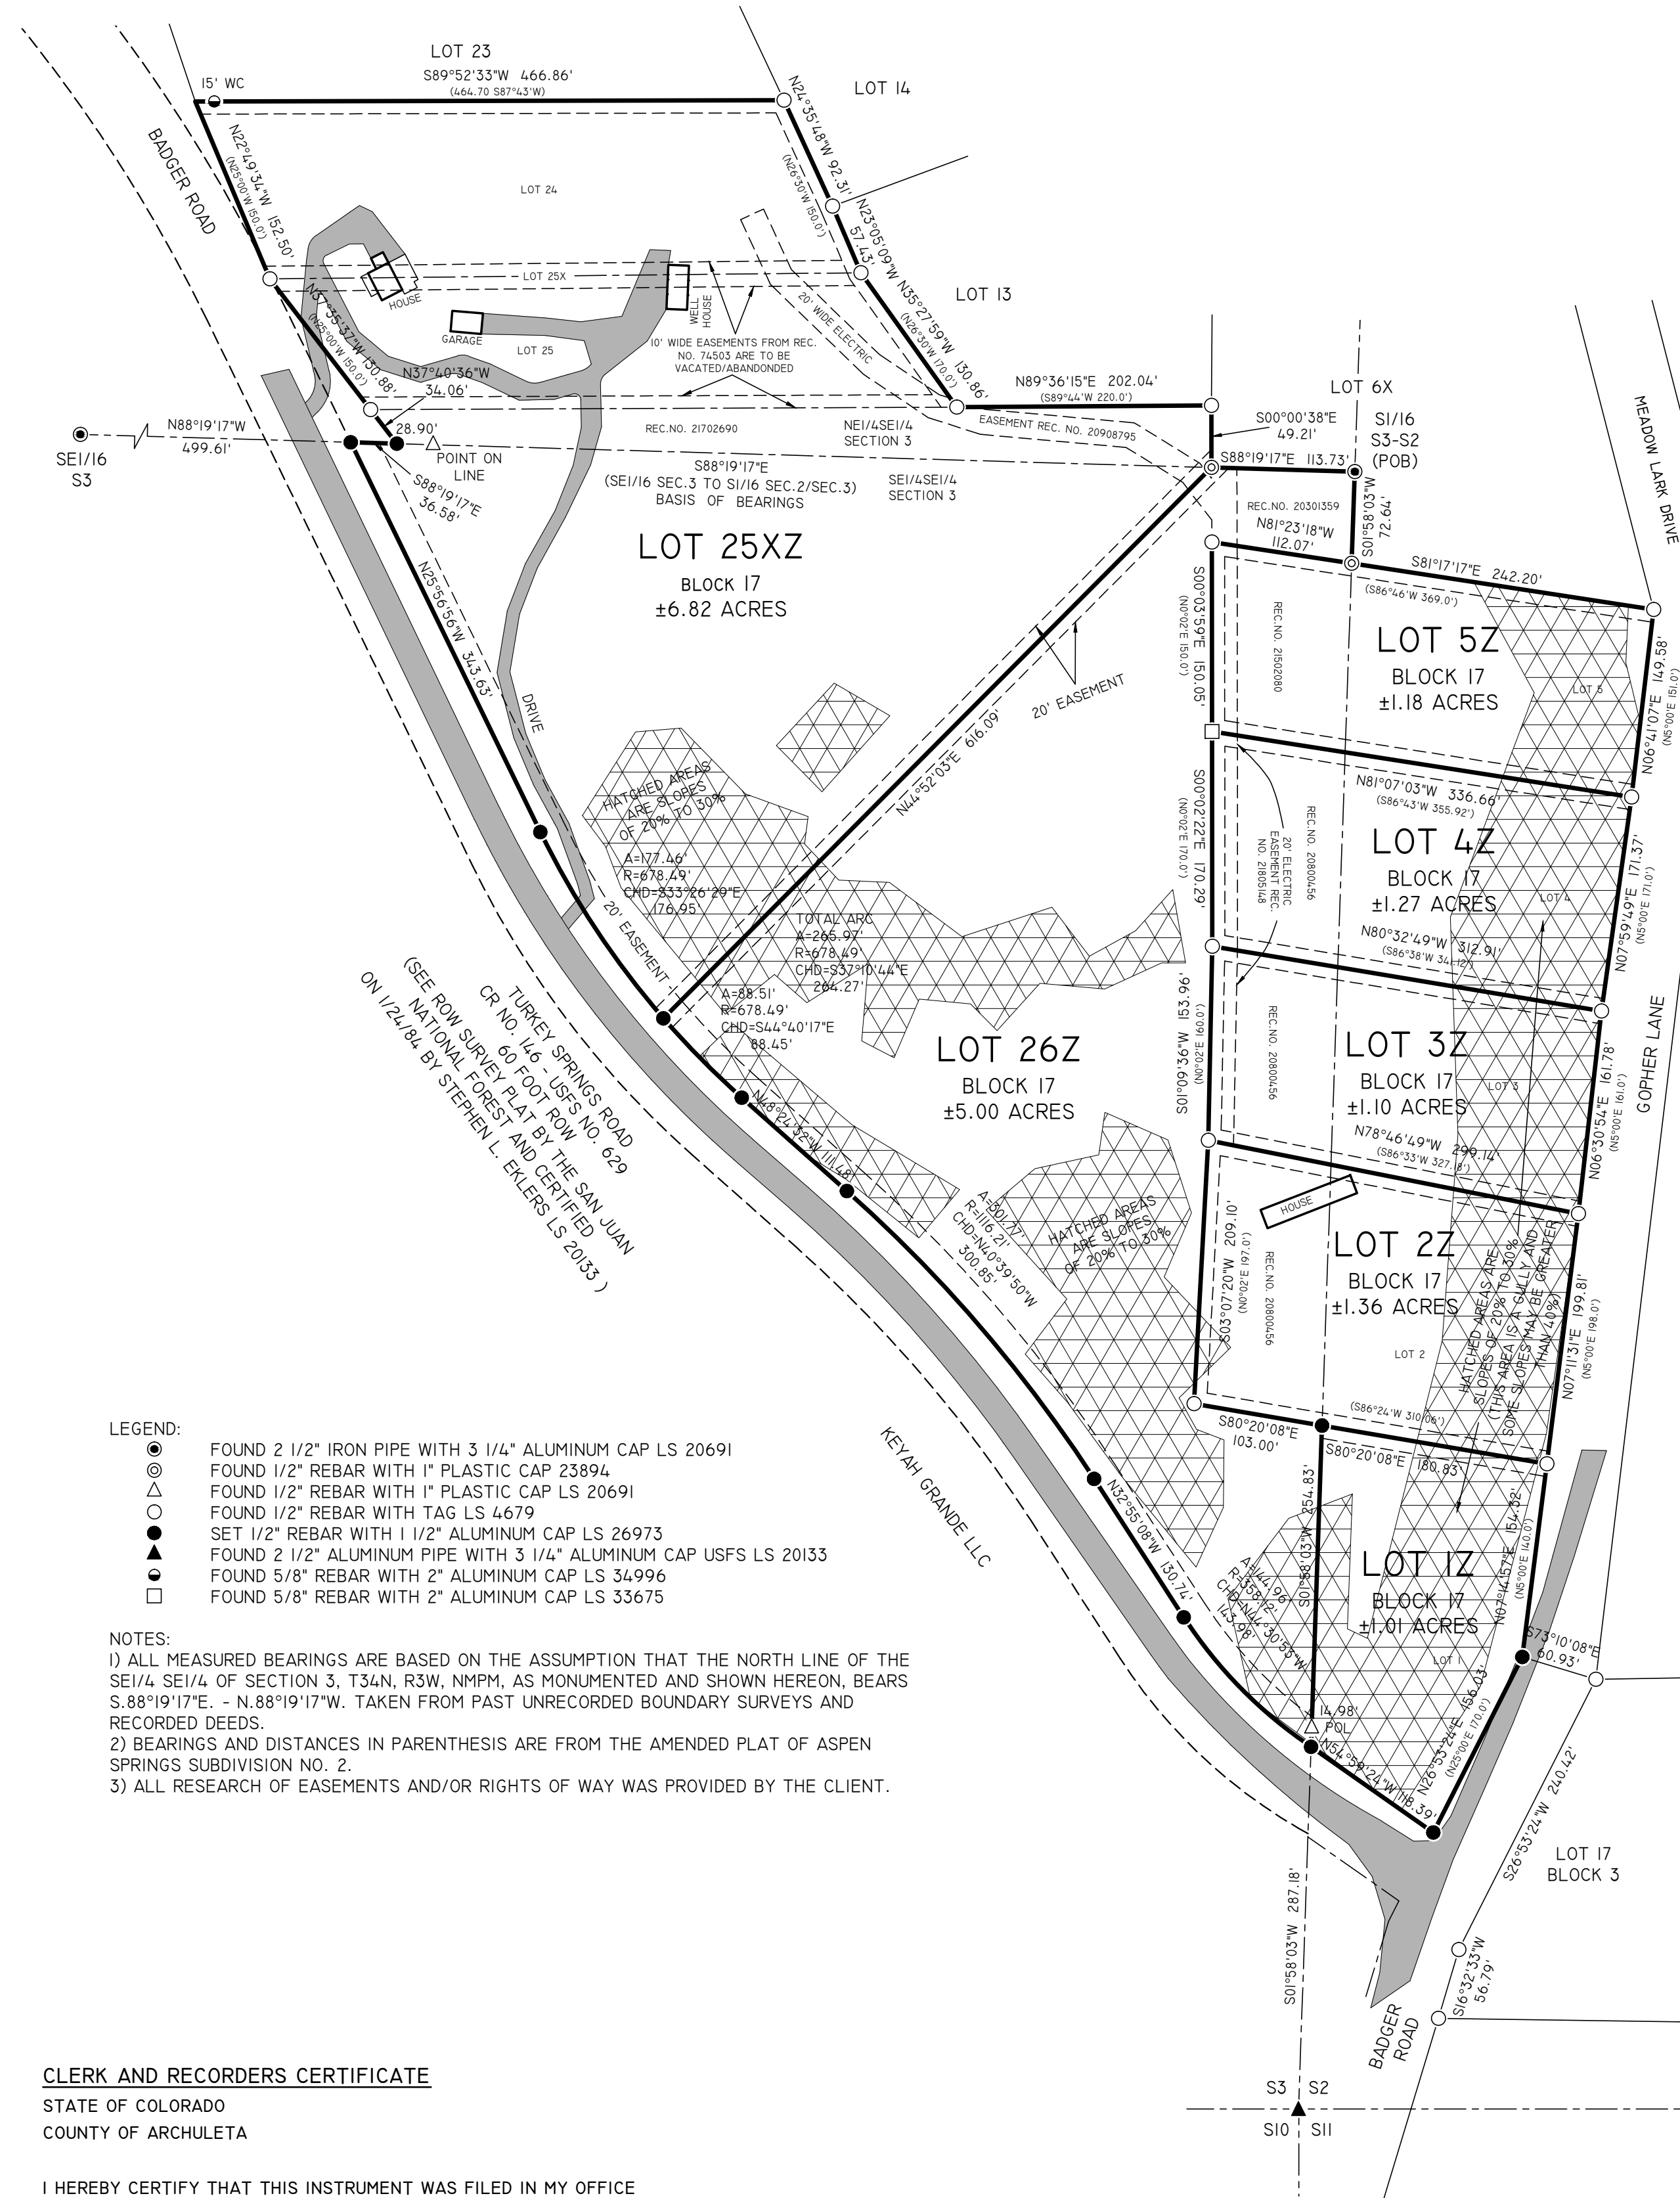 LOT 23
S89°52'33"W 466.86'
(464.70 S87°43'W)
15' WC
LOT 14
N24°35'48"W 92.31'
(N26°30'W 150.0')
BADGER ROAD
N22°49'34"W 152.50'
(N25°00'W 150.0')
LOT 24
N23°05'09"W
57.43'
LOT 25X
HOUSE
LOT 13
N35°27'59"W 130.86'
(N26°30'W 170.0')
20' WIDE ELECTRIC
WELL
HOUSE
GARAGE
LOT 25
10' WIDE EASEMENTS FROM REC.
NO. 74503 ARE TO BE
VACATED/ABANDONDED
N37°35'37"W 130.88'
(N25°00'W 150.0')
N37°40'36"W
34.06'
N89°36'15"E 202.04'
(S89°44'W 220.0')
LOT 6X
S1/16
S3-S2
(POB)
MEADOW LARK DRIVE
S00°00'38"E
49.21'
N88°19'17"W
499.61'
SE1/16
S3
28.90'
POINT ON
LINE
REC.NO. 21702690
NE1/4SE1/4
SECTION 3
EASEMENT REC. NO. 20908795
S88°19'17"E 113.73'
S88°19'17"E
36.58'
S88°19'17"E
(SE1/16 SEC.3 TO S1/16 SEC.2/SEC.3)
BASIS OF BEARINGS
SE1/4SE1/4
SECTION 3
REC.NO. 20301359
S01°58'03"W
72.64'
N81°23'18"W
112.07'
S81°17'17"E 242.20'
(S86°46'W 369.0')
LOT 25XZ
BLOCK 17
±6.82 ACRES
N25°56'56"W 343.63'
DRIVE
S00°03'59"E 150.05'
(N0°02'E 150.0')
REC.NO. 21502080
LOT 5Z
BLOCK 17
±1.18 ACRES
LOT 5
N06°41'07"E 149.58'
(N5°00'E 151.0')
20' EASEMENT
N44°52'03"E 616.09'
HATCHED AREAS
ARE SLOPES
OF 20% TO 30%
N81°07'03"W 336.66'
(S86°43'W 355.92')
S00°02'22"E 170.29'
(N0°02'E 170.0')
20' ELECTRIC
EASEMENT REC.
NO. 21805148
REC.NO. 20800456
LOT 4Z
BLOCK 17
±1.27 ACRES
LOT 4
N07°59'49"E 171.37'
(N5°00'E 171.0')
A=177.46'
R=678.49'
CHD=S33°26'29"E
176.95'
20' EASEMENT
TOTAL ARC
A=265.97'
R=678.49'
CHD=S37°10'44"E
264.27'
N80°32'49"W 312.91'
A=88.51'
R=678.49'
CHD=S44°40'17"E
88.45'
S01°09'36"W 153.96'
(N0°02'E 160.0')
REC.NO. 20800456
LOT 3Z
BLOCK 17
±1.10 ACRES
LOT 3
N06°30'54"E 161.78'
(N5°00'E 161.0')
GOPHER LANE
LOT 26Z
BLOCK 17
±5.00 ACRES
TURKEY SPRINGS ROAD
CR NO. 146 - USFS NO. 629
60 FOOT ROW
(SEE ROW SURVEY PLAT BY THE SAN JUAN
NATIONAL FOREST AND CERTIFIED
ON 1/24/84 BY STEPHEN L. EKLERS LS 20133 )
N48°24'32"W 111.48'
A=301.77'
R=1116.21'
CHD=N40°39'50"W
300.85'
HATCHED AREAS
ARE SLOPES
OF 20% TO 30%
N78°46'49"W 299.14'
(S86°33'W 327.18')
HOUSE
LOT 2Z
BLOCK 17
±1.36 ACRES
LOT 2
S03°07'20"W 209.10'
(N0°02'E 197.0')
REC.NO. 20800456
HATCHED AREAS ARE
SLOPES OF 20% TO 30%
(THIS AREA IS A GULLY AND
SOME SLOPES MAY BE GREATER
THAN 40%)
N07°11'31"E 199.81'
(N5°00'E 198.0')
S80°20'08"E
103.00'
(S86°24'W 310.06')
S80°20'08"E 180.83'
KEYAH GRANDE LLC
N32°55'08"W 130.74'
S01°58'03"W 254.83'
A=144.96'
R=358.12'
CHD=N44°30'53"W
143.98'
LOT 1Z
BLOCK 17
±1.01 ACRES
LOT 1
N07°14'57"E 154.32'
(N5°00'E 140.0')
S73°10'08"E
60.93'
14.98'
POL
N54°59'24"W 118.39'
N26°53'24"E 156.03'
(N25°00'E 170.0')
S26°53'24"W 240.42'
LOT 17
BLOCK 3
S01°58'03"W 287.18'
S16°32'33"W
56.79'
BADGER
ROAD
S3 S2
S10 S11
LEGEND:
FOUND 2 1/2" IRON PIPE WITH 3 1/4" ALUMINUM CAP LS 20691
FOUND 1/2" REBAR WITH 1" PLASTIC CAP 23894
FOUND 1/2" REBAR WITH 1" PLASTIC CAP LS 20691
FOUND 1/2" REBAR WITH TAG LS 4679
SET 1/2" REBAR WITH 1 1/2" ALUMINUM CAP LS 26973
FOUND 2 1/2" ALUMINUM PIPE WITH 3 1/4" ALUMINUM CAP USFS LS 20133
FOUND 5/8" REBAR WITH 2" ALUMINUM CAP LS 34996
FOUND 5/8" REBAR WITH 2" ALUMINUM CAP LS 33675
NOTES:
1) ALL MEASURED BEARINGS ARE BASED ON THE ASSUMPTION THAT THE NORTH LINE OF THE
SE1/4 SE1/4 OF SECTION 3, T34N, R3W, NMPM, AS MONUMENTED AND SHOWN HEREON, BEARS
S.88°19'17"E. - N.88°19'17"W. TAKEN FROM PAST UNRECORDED BOUNDARY SURVEYS AND
RECORDED DEEDS.
2) BEARINGS AND DISTANCES IN PARENTHESIS ARE FROM THE AMENDED PLAT OF ASPEN
SPRINGS SUBDIVISION NO. 2.
3) ALL RESEARCH OF EASEMENTS AND/OR RIGHTS OF WAY WAS PROVIDED BY THE CLIENT.
CLERK AND RECORDERS CERTIFICATE
STATE OF COLORADO
COUNTY OF ARCHULETA
I HEREBY CERTIFY THAT THIS INSTRUMENT WAS FILED IN MY OFFICE